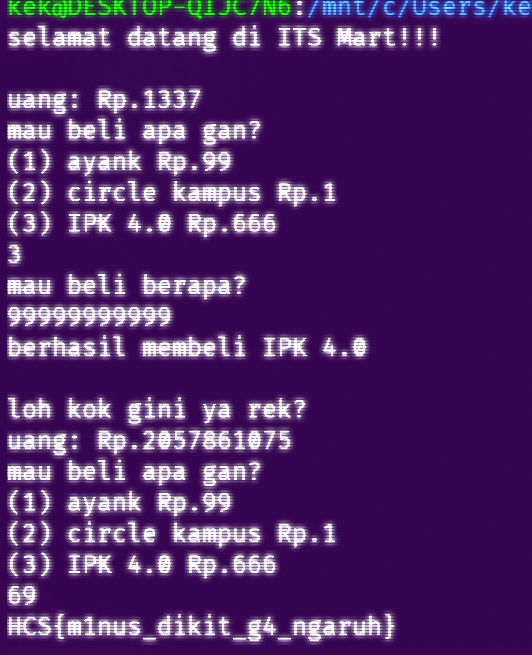 kek@DESKTOP-QIJC7N6:/mnt/c/Users/ke
selamat datang di ITS Mart!!!
uang: Rp.1337
mau beli apa gan?
(1) ayank Rp.99
(2) circle kampus Rp.1
(3) IPK 4.0 Rp.666
3
mau beli berapa?
99999999999
berhasil membeli IPK 4.0
loh kok gini ya rek?
uang: Rp.2057861075
mau beli apa gan?
(1) ayank Rp.99
(2) circle kampus Rp.1
(3) IPK 4.0 Rp.666
69
HCS{m1nus_dikit_g4_ngaruh}